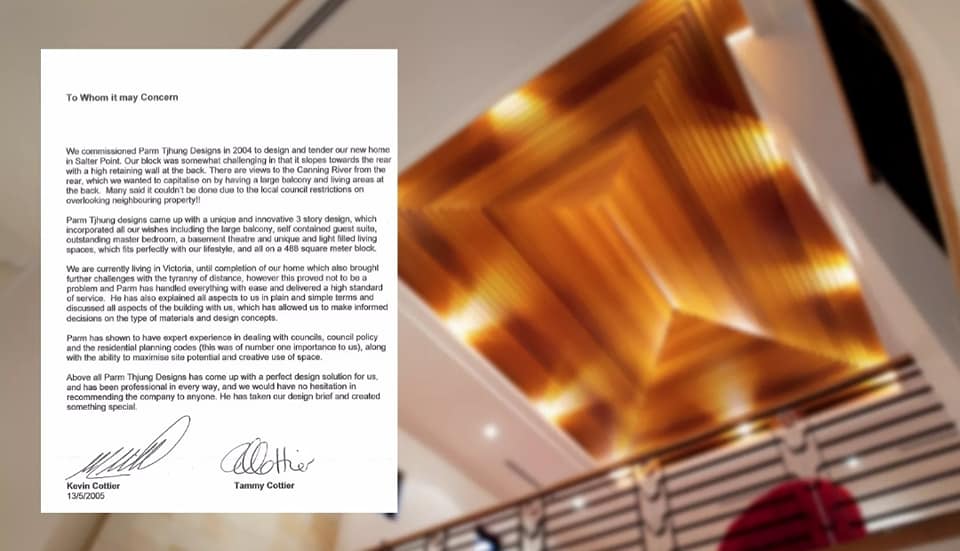 To Whom it may Concern
We commissioned Parm Tjhung Designs in 2004 to design and tender our new home
in Salter Point. Our block was somewhat challenging in that it slopes towards the rear
with a high retaining wall at the back. There are views to the Canning River from the
rear, which we wanted to capitalise on by having a large balcony and living areas at
the back. Many said it couldn't be done due to the local council restrictions on
overlooking neighbouring property!!
Parm Tjhung designs came up with a unique and innovative 3 story design, which
incorporated all our wishes including the large balcony, self contained guest suite,
outstanding master bedroom, a basement theatre and unique and light filled living
spaces, which fits perfectly with our lifestyle, and all on a 488 square meter block.
We are currently living in Victoria, until completion of our home which also brought
further challenges with the tyranny of distance, however this proved not to be a
problem and Parm has handled everything with ease and delivered a high standard
of service. He has also explained all aspects to us in plain and simple terms and
discussed all aspects of the building with us, which has allowed us to make informed
decisions on the type of materials and design concepts.
Parm has shown to have expert experience in dealing with councils, council policy
and the residential planning codes (this was of number one importance to us), along
with the ability to maximise site potential and creative use of space.
Above all Parm Thjung Designs has come up with a perfect design solution for us,
and has been professional in every way, and we would have no hesitation in
recommending the company to anyone. He has taken our design brief and created
something special.
Kevin Cottier
13/5/2005
Tammy Cottier